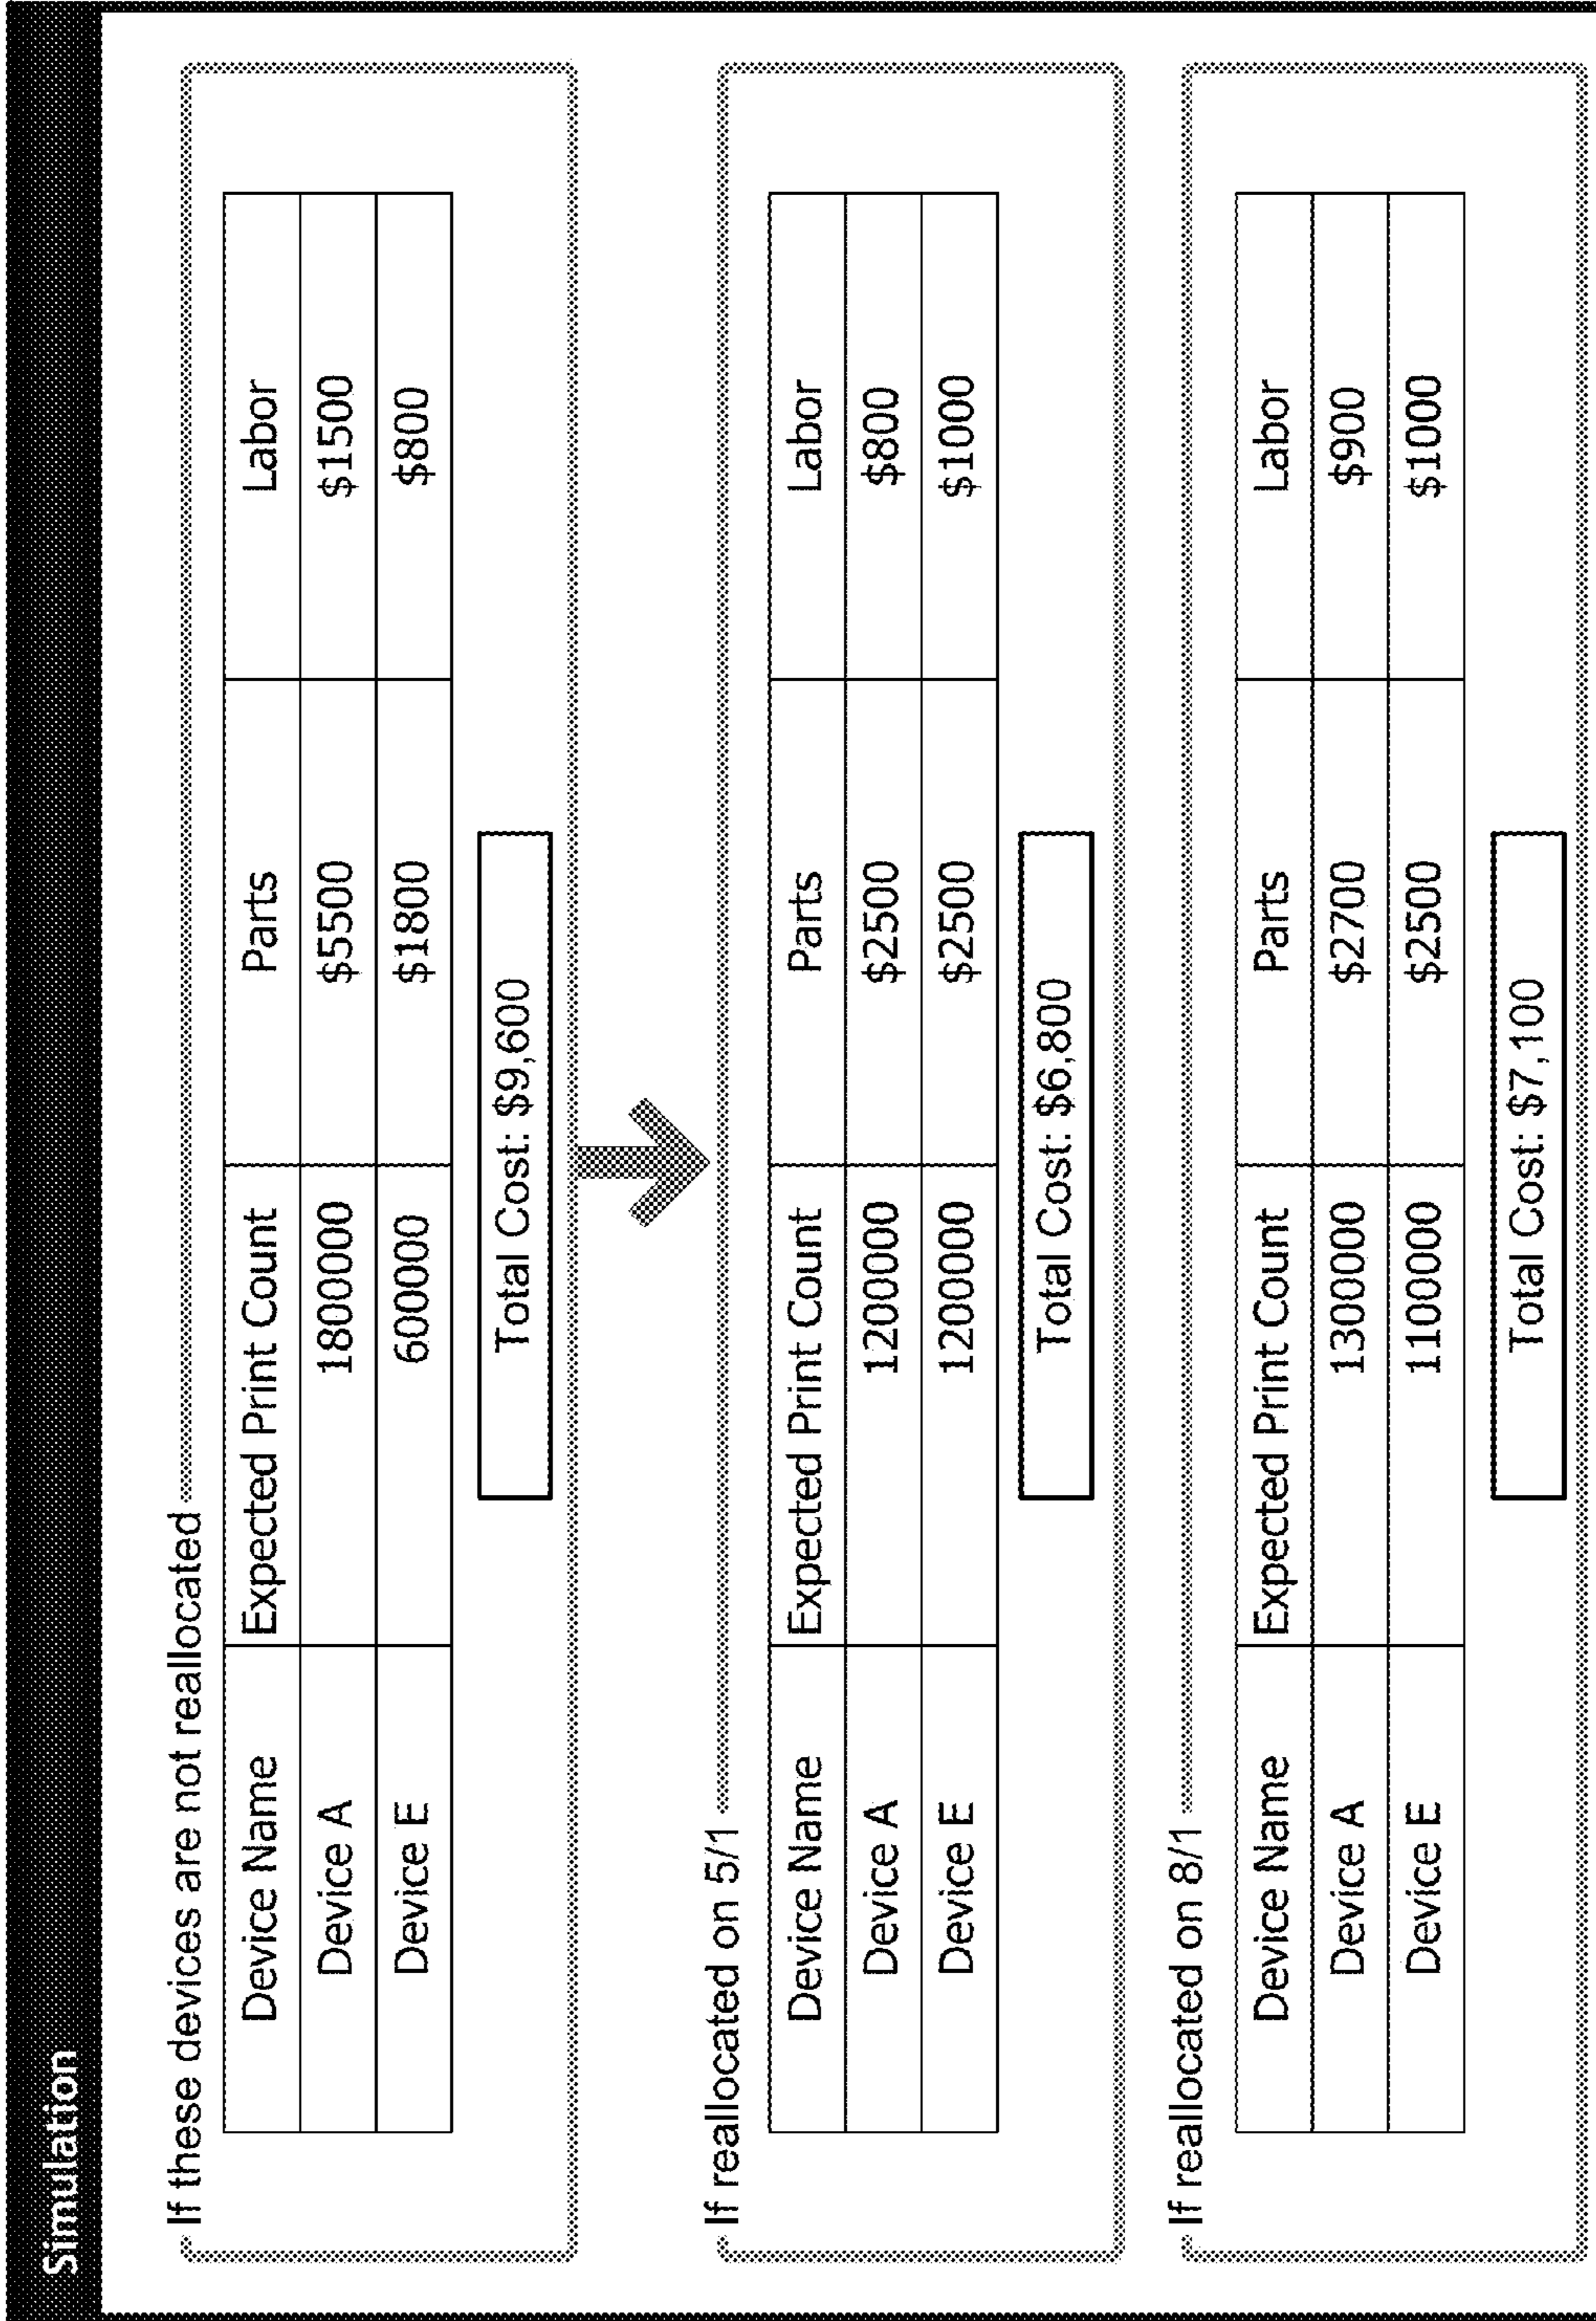 Simulation
If these devices are not reallocated
Device Name Expected Print Count Parts Labor
Device A 1800000 $5500 $1500
Device E 600000 $1800 $800
Total Cost: $9,600
If reallocated on 5/1
Device Name Expected Print Count Parts Labor
Device A 1200000 $2500 $800
Device E 1200000 $2500 $1000
Total Cost: $6,800
If reallocated on 8/1
Device Name Expected Print Count Parts Labor
Device A 1300000 $2700 $900
Device E 1100000 $2500 $1000
Total Cost: $7,100